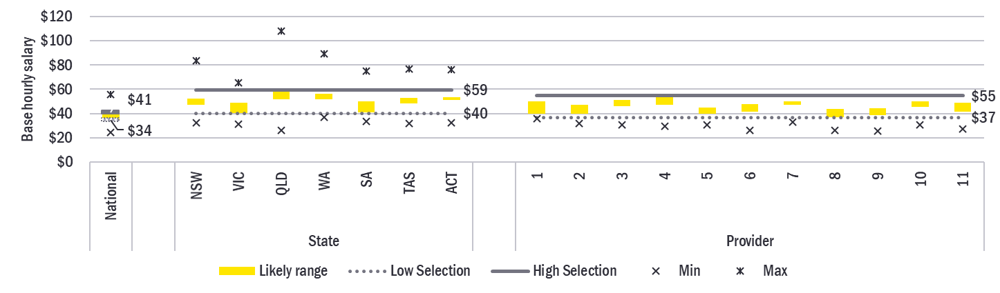 Base hourly salary
$120
$100
$80
$60
$40
$20
$0
$41
$34
$59
$40
$55
$37
National
NSW
VIC
QLD
WA
SA
TAS
ACT
1
2
3
4
5
6
7
8
9
10
11
State
Provider
Likely range
Low Selection
High Selection
Min
Max